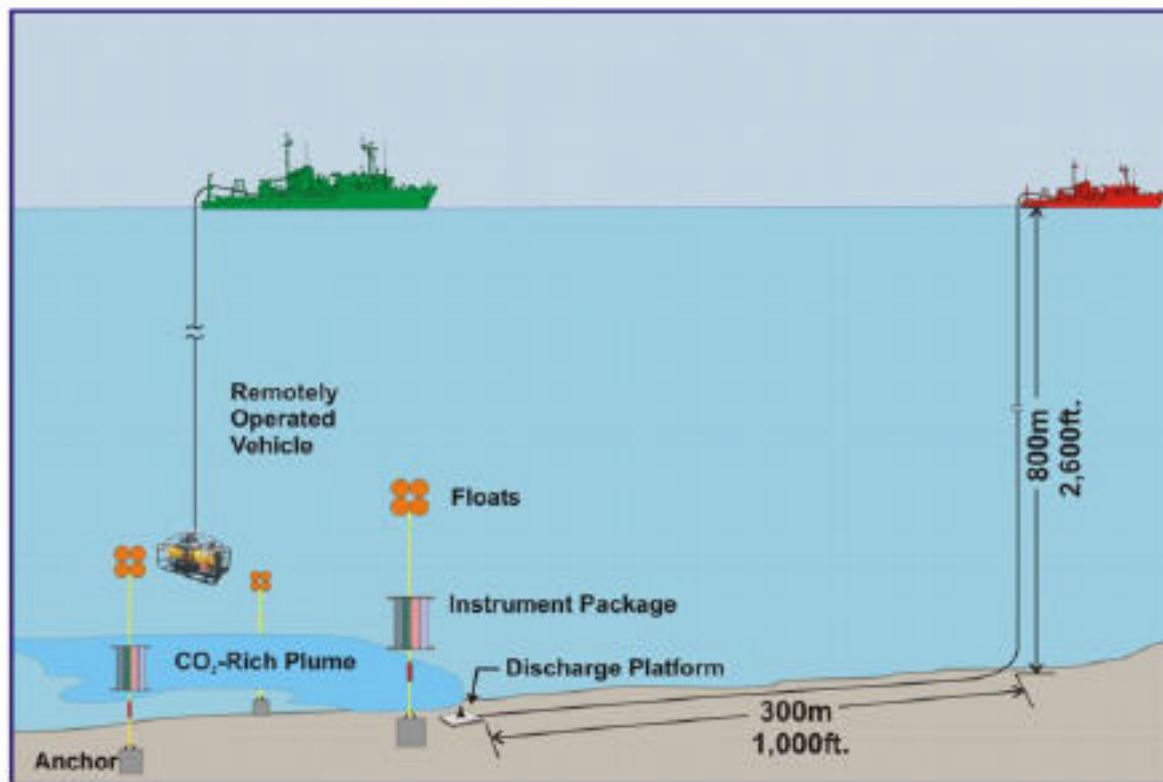 Remotely
Operated
Vehicle
800m
2,600ft.
Floats
Instrument Package
CO₂-Rich Plume
Discharge Platform
300m
1,000ft.
Anchor